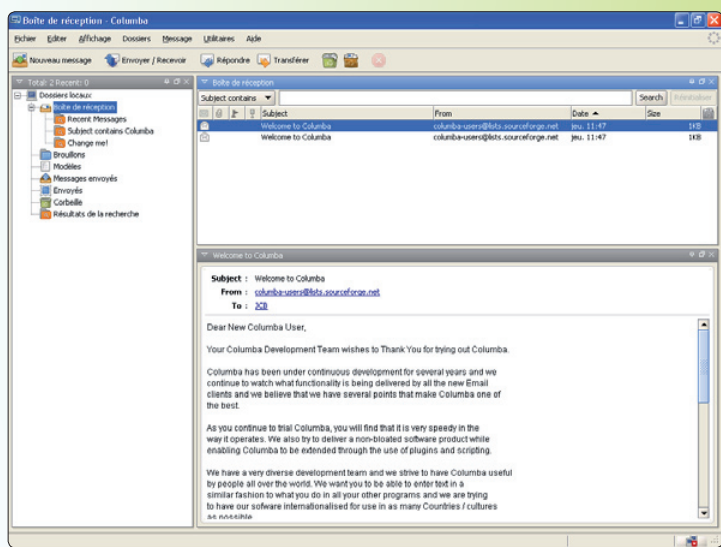 Boîte de réception - Columba
Fichier Editer Affichage Dossiers Message Utilitaires Aide
Nouveau message Envoyer / Recevoir Répondre Transférer
Total: 2 Recent: 0
Dossiers locaux
Boîte de réception
Recent Messages
Subject contains Columba
Change me!
Brouillons
Modèles
Messages envoyés
Envoyés
Corbeille
Résultats de la recherche
Boîte de réception
Subject contains Search Réinitialiser
Subject From Date Size
Welcome to Columba columba-users@lists.sourceforge.net jeu. 11:47 1KB
Welcome to Columba columba-users@lists.sourceforge.net jeu. 11:47 1KB
Welcome to Columba
Subject : Welcome to Columba
From : columba-users@lists.sourceforge.net
To : JCB
Dear New Columba User,
Your Columba Development Team wishes to Thank You for trying out Columba.
Columba has been under continuous development for several years and we
continue to watch what functionality is being delivered by all the new Email
clients and we believe that we have several points that make Columba one of
the best.
As you continue to trial Columba, you will find that it is very speedy in the
way it operates. We also try to deliver a non-bloated software product while
enabling Columba to be extended through the use of plugins and scripting.
We have a very diverse development team and we strive to have Columba useful
by people all over the world. We want you to be able to enter text in a
similar fashion to what you do in all your other programs and we are trying
to have our sofware internationalised for use in as many Countries / cultures
as possible.